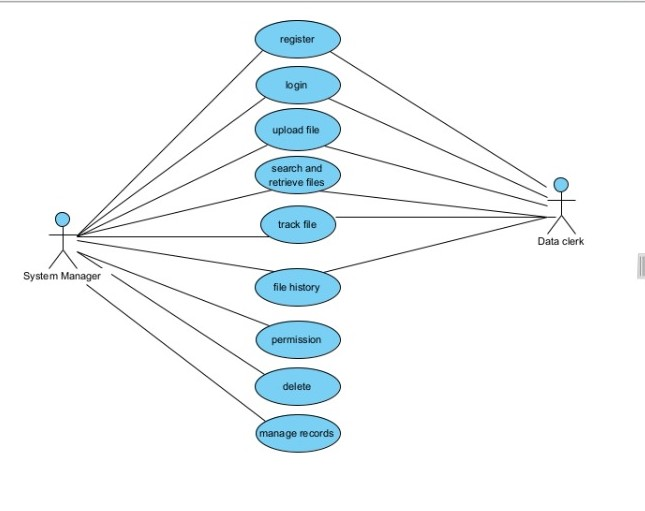 register
login
upload file
search and
retrieve files
track file
Data clerk
System Manager
file history
permission
delete
manage records